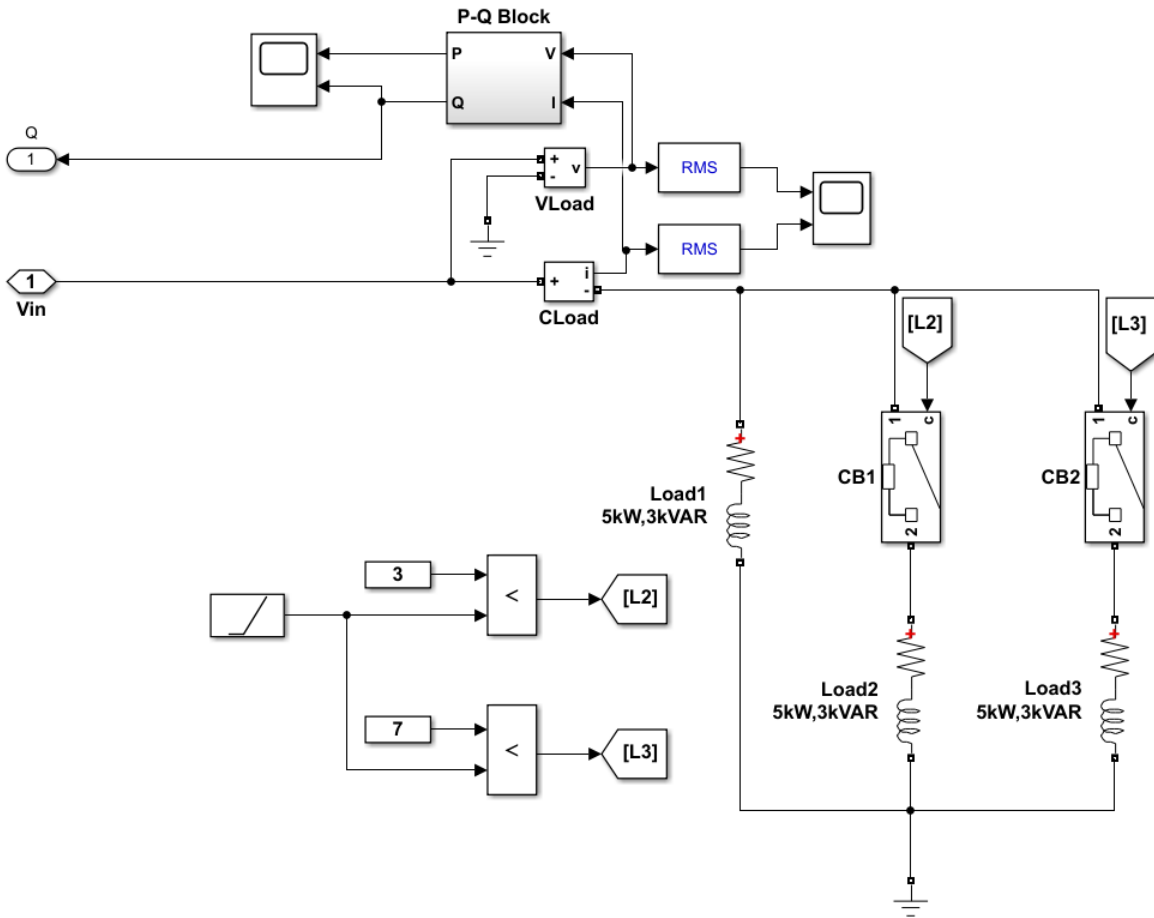 P-Q Block
P
V
Q
I
Q
1
+
v
-
VLoad
RMS
RMS
1
Vin
+
i
-
CLoad
[L2]
[L3]
1
c
1
c
CB1
CB2
2
2
Load1
5kW,3kVAR
3
<
[L2]
Load2
5kW,3kVAR
Load3
5kW,3kVAR
7
<
[L3]